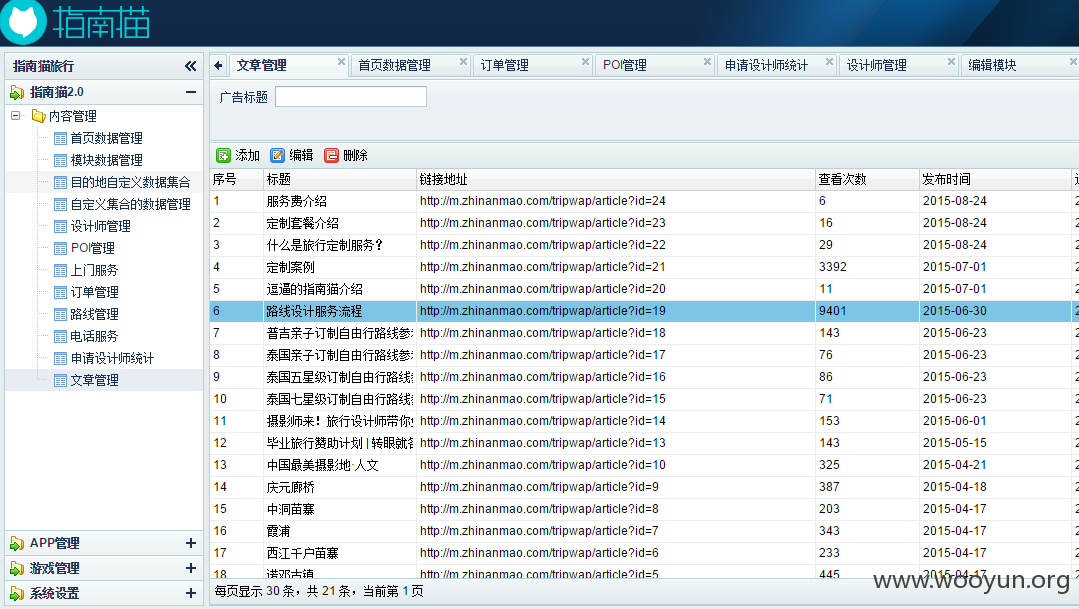 指南猫
指南猫旅行
指南猫2.0
内容管理
首页数据管理
模块数据管理
目的地自定义数据集合
自定义集合的数据管理
设计师管理
POI管理
上门服务
订单管理
路线管理
电话服务
申请设计师统计
文章管理
APP管理
游戏管理
系统设置
文章管理 首页数据管理 订单管理 POI管理 申请设计师统计 设计师管理 编辑模块
广告标题
添加 编辑 删除
序号 标题 链接地址 查看次数 发布时间
1 服务费介绍 http://m.zhinanmao.com/tripwap/article?id=24 6 2015-08-24
2 定制套餐介绍 http://m.zhinanmao.com/tripwap/article?id=23 16 2015-08-24
3 什么是旅行定制服务? http://m.zhinanmao.com/tripwap/article?id=22 29 2015-08-24
4 定制案例 http://m.zhinanmao.com/tripwap/article?id=21 3392 2015-07-01
5 逗逼的指南猫介绍 http://m.zhinanmao.com/tripwap/article?id=20 11 2015-07-01
6 路线设计服务流程 http://m.zhinanmao.com/tripwap/article?id=19 9401 2015-06-30
7 普吉亲子订制自由行路线参 http://m.zhinanmao.com/tripwap/article?id=18 143 2015-06-23
8 泰国亲子订制自由行路线参 http://m.zhinanmao.com/tripwap/article?id=17 76 2015-06-23
9 泰国五星级订制自由行路线 http://m.zhinanmao.com/tripwap/article?id=16 86 2015-06-23
10 泰国七星级订制自由行路线 http://m.zhinanmao.com/tripwap/article?id=15 71 2015-06-23
11 摄影师来！旅行设计师带你 http://m.zhinanmao.com/tripwap/article?id=14 153 2015-06-01
12 毕业旅行赞助计划 | 转眼就 http://m.zhinanmao.com/tripwap/article?id=13 143 2015-05-15
13 中国最美摄影地·人文 http://m.zhinanmao.com/tripwap/article?id=10 325 2015-04-21
14 庆元廊桥 http://m.zhinanmao.com/tripwap/article?id=9 387 2015-04-18
15 中洞苗寨 http://m.zhinanmao.com/tripwap/article?id=8 203 2015-04-17
16 霞浦 http://m.zhinanmao.com/tripwap/article?id=7 343 2015-04-17
17 西江千户苗寨 http://m.zhinanmao.com/tripwap/article?id=6 233 2015-04-17
18 诺邓古镇 http://m.zhinanmao.com/tripwap/article?id=5 445 2015-04-17
每页显示 30 条，共 21 条，当前第 1 页
www.wooyun.org